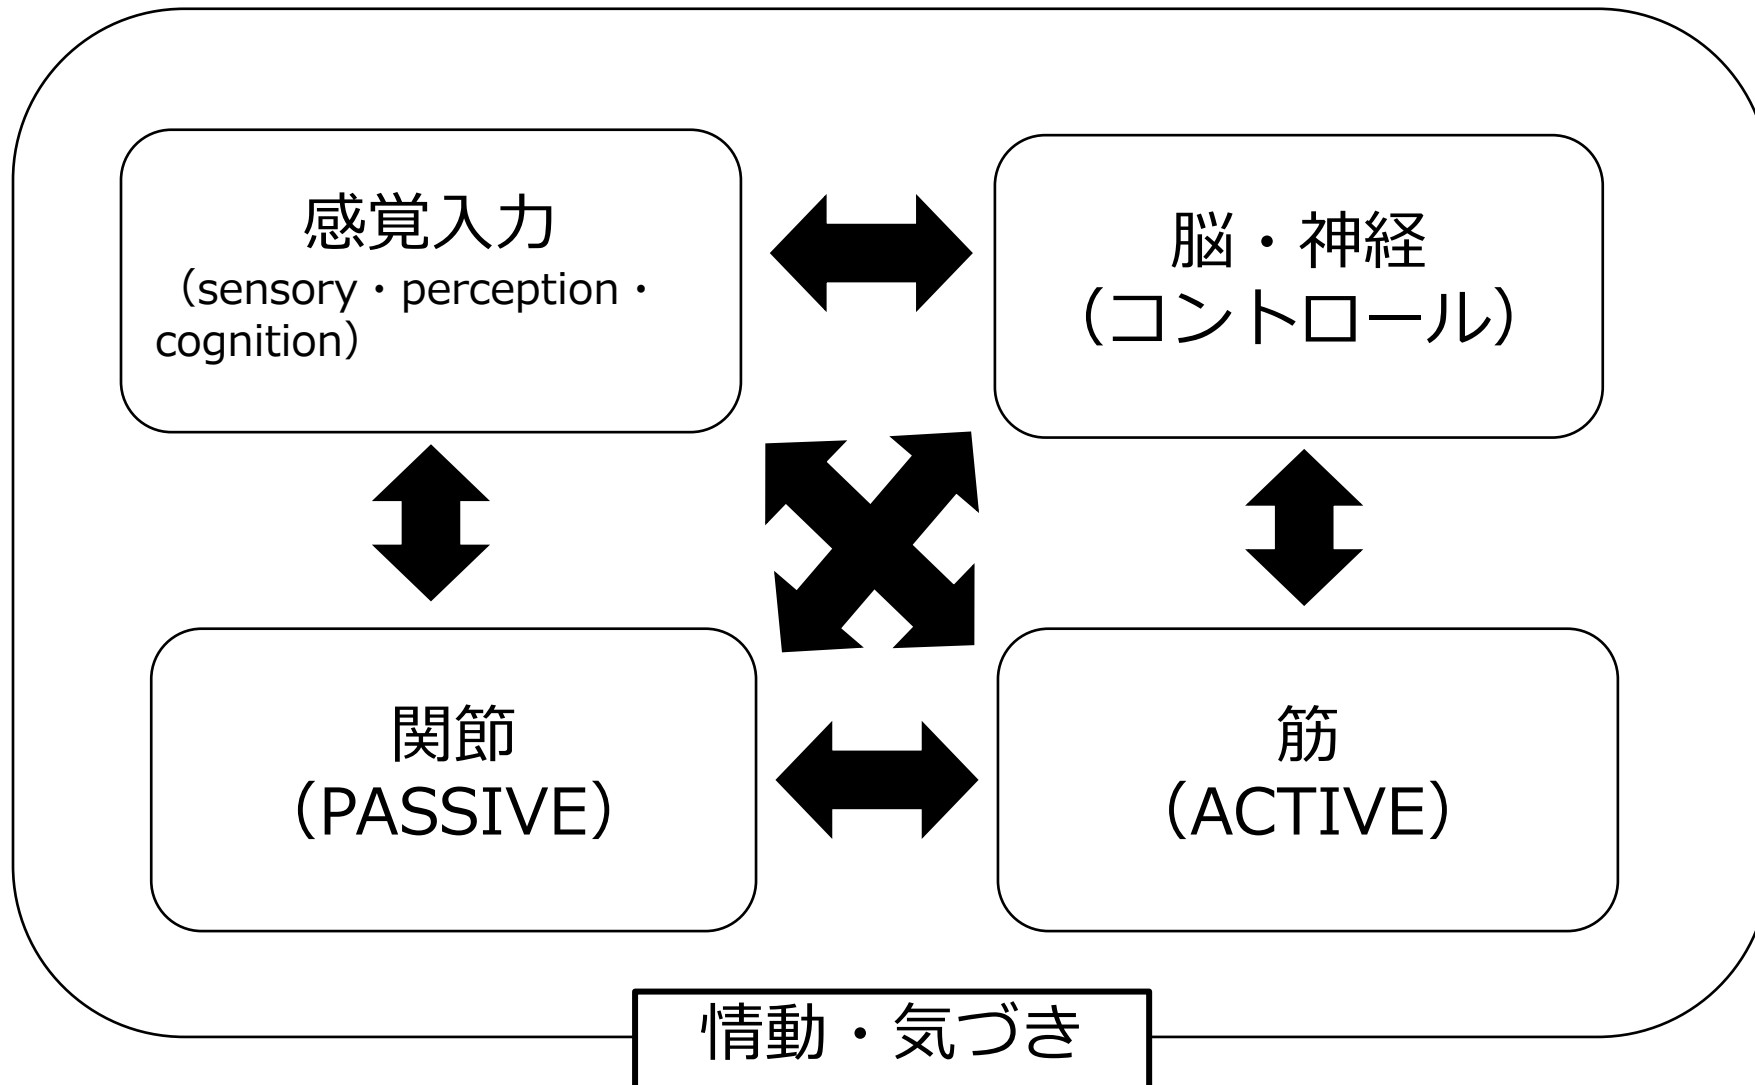 感覚入力
（sensory・perception・
cognition）
脳・神経
（コントロール）
関節
（PASSIVE）
筋
（ACTIVE）
情動・気づき